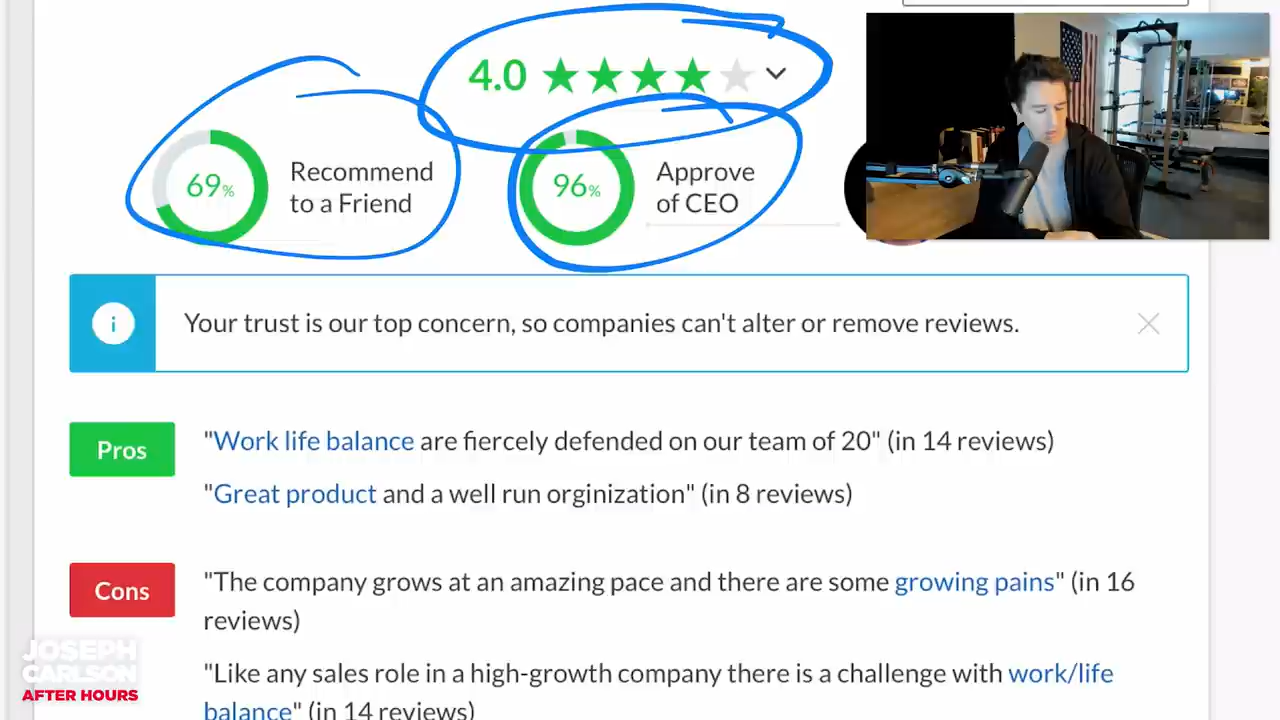 4.0
69%
Recommend
to a Friend
96%
Approve
of CEO
i
Your trust is our top concern, so companies can't alter or remove reviews.
Pros
"Work life balance are fiercely defended on our team of 20" (in 14 reviews)
"Great product and a well run orginization" (in 8 reviews)
Cons
"The company grows at an amazing pace and there are some growing pains" (in 16
reviews)
"Like any sales role in a high-growth company there is a challenge with work/life
balance" (in 14 reviews)
JOSEPH
CARLSON
AFTER HOURS